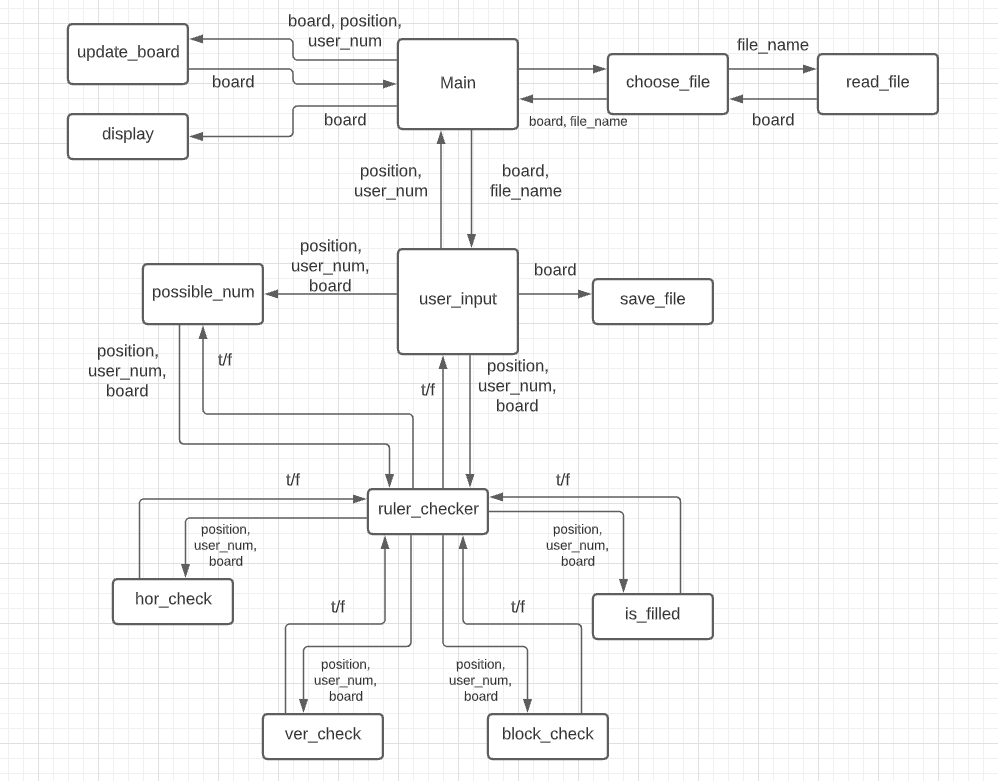 board, position,
user_num
update_board
board
Main
file_name
choose_file
read_file
board, file_name
board
display
board
position,
user_num
board,
file_name
position,
user_num,
board
possible_num
user_input
board
save_file
position,
user_num,
board
t/f
t/f
position,
user_num,
board
t/f
ruler_checker
t/f
position,
user_num,
board
position,
user_num,
board
hor_check
is_filled
t/f
t/f
position,
user_num,
board
position,
user_num,
board
ver_check
block_check